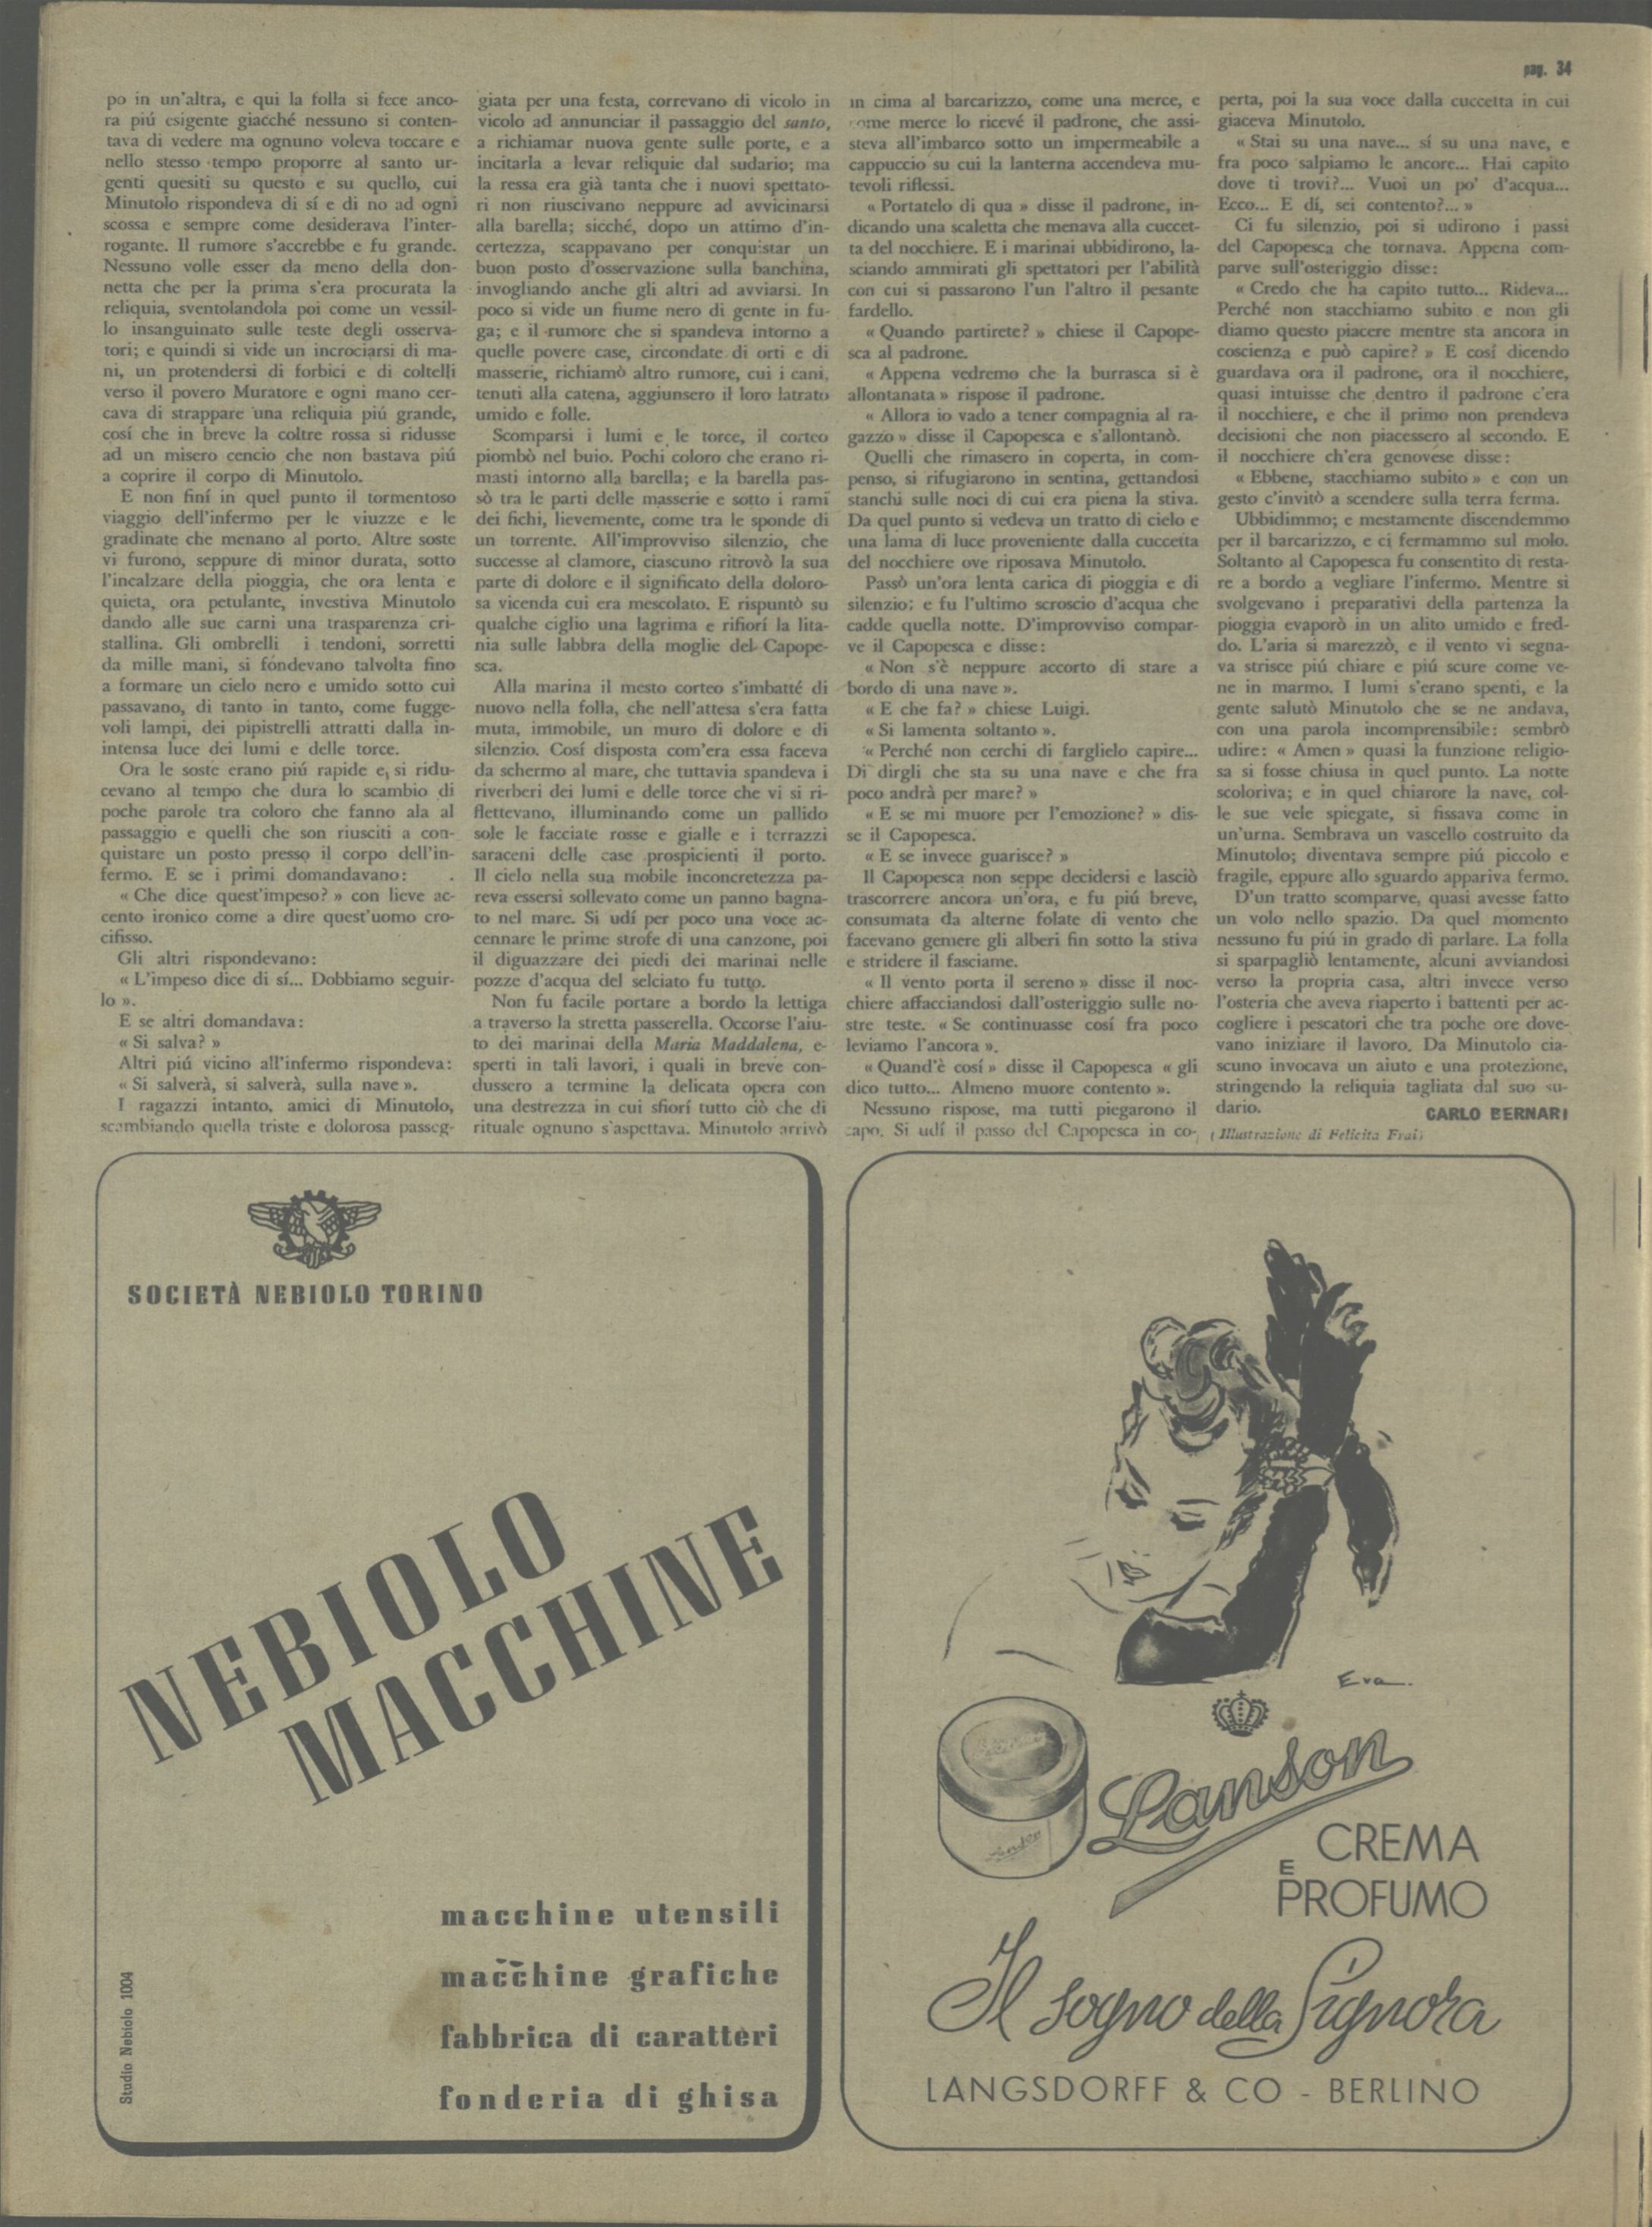 pag. 34
po in un'altra, e qui la folla si fece anco-
ra piú esigente giacché nessuno si conten-
tava di vedere ma ognuno voleva toccare e
nello stesso tempo proporre al santo ur-
genti quesiti su questo e su quello, cui
Minutolo rispondeva di sí e di no ad ogni
scossa e sempre come desiderava l'inter-
rogante. Il rumore s'accrebbe e fu grande.
Nessuno volle esser da meno della don-
netta che per la prima s'era procurata la
reliquia, sventolandola poi come un vessil-
lo insanguinato sulle teste degli osserva-
tori; e quindi si vide un incrociarsi di ma-
ni, un protendersi di forbici e di coltelli
verso il povero Muratore e ogni mano cer-
cava di strappare una reliquia piú grande,
cosí che in breve la coltre rossa si ridusse
ad un misero cencio che non bastava piú
a coprire il corpo di Minutolo.
E non finí in quel punto il tormentoso
viaggio dell'infermo per le viuzze e le
gradinate che menano al porto. Altre soste
vi furono, seppure di minor durata, sotto
l'incalzare della pioggia, che ora lenta e
quieta, ora petulante, investiva Minutolo
dando alle sue carni una trasparenza cri-
stallina. Gli ombrelli i tendoni, sorretti
da mille mani, si fondevano talvolta fino
a formare un cielo nero e umido sotto cui
passavano, di tanto in tanto, come fugge-
voli lampi, dei pipistrelli attratti dalla in-
intensa luce dei lumi e delle torce.
Ora le soste erano piú rapide e si ridu-
cevano al tempo che dura lo scambio di
poche parole tra coloro che fanno ala al
passaggio e quelli che son riusciti a con-
quistare un posto presso il corpo dell'in-
fermo. E se i primi domandavano:
« Che dice quest'impeso? » con lieve ac-
cento ironico come a dire quest'uomo cro-
cifisso.
Gli altri rispondevano:
« L'impeso dice di sí... Dobbiamo seguir-
lo ».
E se altri domandava:
« Si salva? »
Altri piú vicino all'infermo rispondeva:
« Si salverà, si salverà, sulla nave ».
I ragazzi intanto, amici di Minutolo,
scambiando quella triste e dolorosa passeg-
giata per una festa, correvano di vicolo in
vicolo ad annunciar il passaggio del santo,
a richiamar nuova gente sulle porte, e a
incitarla a levar reliquie dal sudario; ma
la ressa era già tanta che i nuovi spettato-
ri non riuscivano neppure ad avvicinarsi
alla barella; sicché, dopo un attimo d'in-
certezza, scappavano per conquistar un
buon posto d'osservazione sulla banchina,
invogliando anche gli altri ad avviarsi. In
poco si vide un fiume nero di gente in fu-
ga; e il rumore che si spandeva intorno a
quelle povere case, circondate di orti e di
masserie, richiamò altro rumore, cui i cani,
tenuti alla catena, aggiunsero il loro latrato
umido e folle.
Scomparsi i lumi e le torce, il corteo
piombò nel buio. Pochi coloro che erano ri-
masti intorno alla barella; e la barella pas-
sò tra le parti delle masserie e sotto i rami
dei fichi, lievemente, come tra le sponde di
un torrente. All'improvviso silenzio, che
successe al clamore, ciascuno ritrovò la sua
parte di dolore e il significato della doloro-
sa vicenda cui era mescolato. E rispuntò su
qualche ciglio una lagrima e rifiorí la lita-
nia sulle labbra della moglie del Capope-
sca.
Alla marina il mesto corteo s'imbatté di
nuovo nella folla, che nell'attesa s'era fatta
muta, immobile, un muro di dolore e di
silenzio. Cosí disposta com'era essa faceva
da schermo al mare, che tuttavia spandeva i
riverberi dei lumi e delle torce che vi si ri-
flettevano, illuminando come un pallido
sole le facciate rosse e gialle e i terrazzi
saraceni delle case prospicienti il porto.
Il cielo nella sua mobile inconcretezza pa-
reva essersi sollevato come un panno bagna-
to nel mare. Si udí per poco una voce ac-
cennare le prime strofe di una canzone, poi
il diguazzare dei piedi dei marinai nelle
pozze d'acqua del selciato fu tutto.
Non fu facile portare a bordo la lettiga
a traverso la stretta passerella. Occorse l'aiu-
to dei marinai della Maria Maddalena, e-
sperti in tali lavori, i quali in breve con-
dussero a termine la delicata opera con
una destrezza in cui sfiorí tutto ciò che di
rituale ognuno s'aspettava. Minutolo arrivò
in cima al barcarizzo, come una merce, e
come merce lo ricevé il padrone, che assi-
steva all'imbarco sotto un impermeabile a
cappuccio su cui la lanterna accendeva mu-
tevoli riflessi.
« Portatelo di qua » disse il padrone, in-
dicando una scaletta che menava alla cuccet-
ta del nocchiere. E i marinai ubbidirono, la-
sciando ammirati gli spettatori per l'abilità
con cui si passarono l'un l'altro il pesante
fardello.
« Quando partirete? » chiese il Capope-
sca al padrone.
« Appena vedremo che la burrasca si è
allontanata » rispose il padrone.
« Allora io vado a tener compagnia al ra-
gazzo » disse il Capopesca e s'allontanò.
Quelli che rimasero in coperta, in com-
penso, si rifugiarono in sentina, gettandosi
stanchi sulle noci di cui era piena la stiva.
Da quel punto si vedeva un tratto di cielo e
una lama di luce proveniente dalla cuccetta
del nocchiere ove riposava Minutolo.
Passò un'ora lenta carica di pioggia e di
silenzio; e fu l'ultimo scroscio d'acqua che
cadde quella notte. D'improvviso compar-
ve il Capopesca e disse:
« Non s'è neppure accorto di stare a
bordo di una nave ».
« E che fa? » chiese Luigi.
« Si lamenta soltanto ».
« Perché non cerchi di farglielo capire...
Di dirgli che sta su una nave e che fra
poco andrà per mare? »
« E se mi muore per l'emozione? » dis-
se il Capopesca.
« E se invece guarisce? »
Il Capopesca non seppe decidersi e lasciò
trascorrere ancora un'ora, e fu piú breve,
consumata da alterne folate di vento che
facevano gemere gli alberi fin sotto la stiva
e stridere il fasciame.
« Il vento porta il sereno » disse il noc-
chiere affacciandosi dall'osteriggio sulle no-
stre teste. « Se continuasse cosí fra poco
leviamo l'ancora ».
« Quand'è cosí » disse il Capopesca « gli
dico tutto... Almeno muore contento ».
Nessuno rispose, ma tutti piegarono il
capo. Si udí il passo del Capopesca in co-
perta, poi la sua voce dalla cuccetta in cui
giaceva Minutolo.
« Stai su una nave... sí su una nave, e
fra poco salpiamo le ancore... Hai capito
dove ti trovi?... Vuoi un po' d'acqua...
Ecco... E dí, sei contento?... »
Ci fu silenzio, poi si udirono i passi
del Capopesca che tornava. Appena com-
parve sull'osteriggio disse:
« Credo che ha capito tutto... Rideva...
Perché non stacchiamo subito e non gli
diamo questo piacere mentre sta ancora in
coscienza e può capire? » E cosí dicendo
guardava ora il padrone, ora il nocchiere,
quasi intuisse che dentro il padrone c'era
il nocchiere, e che il primo non prendeva
decisioni che non piacessero al secondo. E
il nocchiere ch'era genovese disse:
« Ebbene, stacchiamo subito » e con un
gesto c'invitò a scendere sulla terra ferma.
Ubbidimmo; e mestamente discendemmo
per il barcarizzo, e ci fermammo sul molo.
Soltanto al Capopesca fu consentito di resta-
re a bordo a vegliare l'infermo. Mentre si
svolgevano i preparativi della partenza la
pioggia evaporò in un alito umido e fred-
do. L'aria si marezzò, e il vento vi segna-
va strisce piú chiare e piú scure come ve-
ne in marmo. I lumi s'erano spenti, e la
gente salutò Minutolo che se ne andava,
con una parola incomprensibile: sembrò
udire: « Amen » quasi la funzione religio-
sa si fosse chiusa in quel punto. La notte
scoloriva; e in quel chiarore la nave, col-
le sue vele spiegate, si fissava come in
un'urna. Sembrava un vascello costruito da
Minutolo; diventava sempre piú piccolo e
fragile, eppure allo sguardo appariva fermo.
D'un tratto scomparve, quasi avesse fatto
un volo nello spazio. Da quel momento
nessuno fu piú in grado di parlare. La folla
si sparpagliò lentamente, alcuni avviandosi
verso la propria casa, altri invece verso
l'osteria che aveva riaperto i battenti per ac-
cogliere i pescatori che tra poche ore dove-
vano iniziare il lavoro. Da Minutolo cia-
scuno invocava un aiuto e una protezione,
stringendo la reliquia tagliata dal suo su-
dario.
CARLO BERNARI
(Illustrazione di Felicita Frai)
SOCIETÀ NEBIOLO TORINO
NEBIOLO
MACCHINE
macchine utensili
macchine grafiche
fabbrica di caratteri
fonderia di ghisa
Studio Nebiolo 1004
Eva.
Lanson
CREMA
E
PROFUMO
Il sogno della Signora
LANGSDORFF & CO - BERLINO